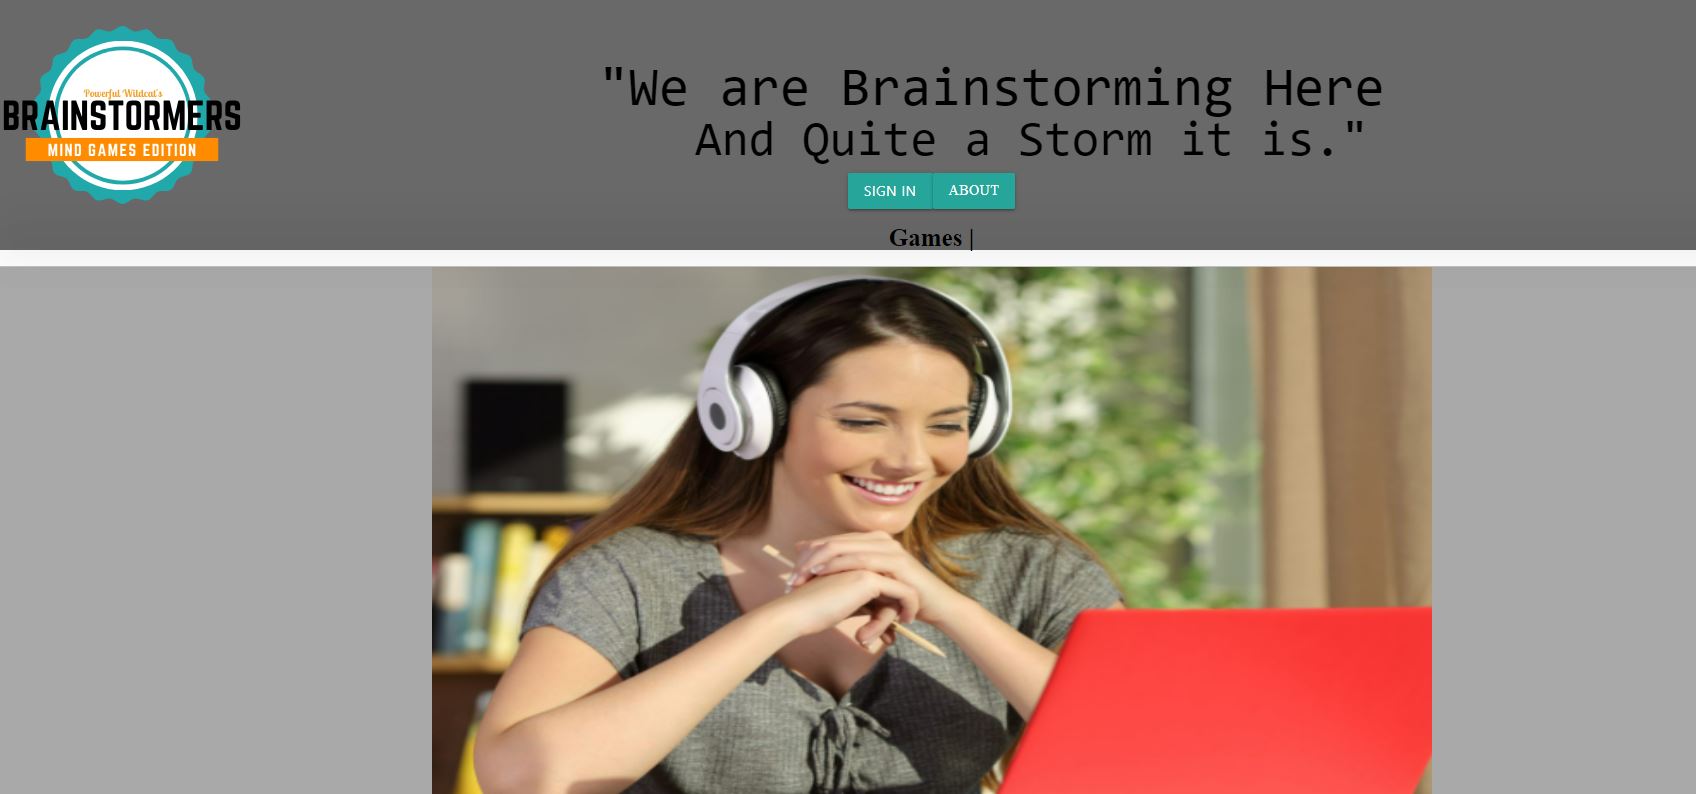 Powerful Wildcat's
BRAINSTORMERS
MIND GAMES EDITION
"We are Brainstorming Here
And Quite a Storm it is."
SIGN IN ABOUT
Games |